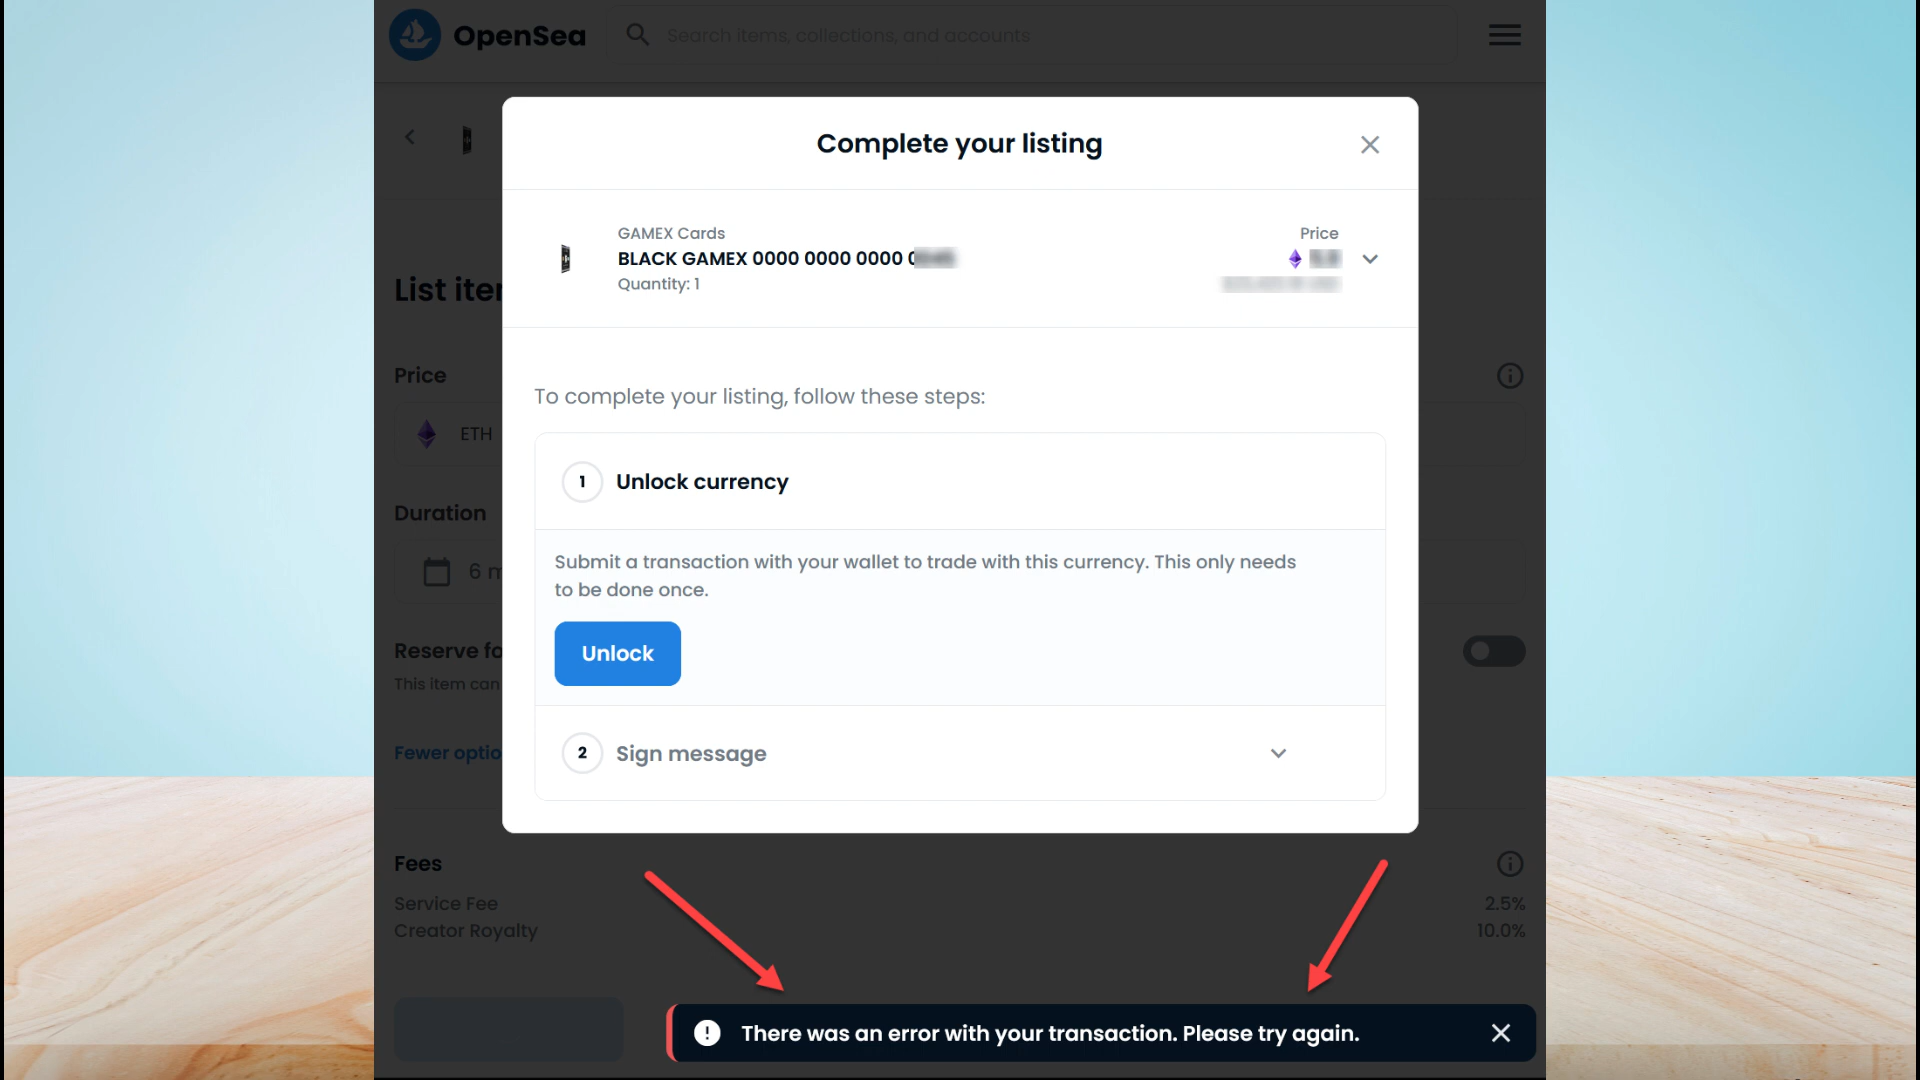 OpenSea
Search items, collections, and accounts
Complete your listing
GAMEX Cards
Price
BLACK GAMEX 0000 0000 0000
Quantity: 1
List
Price
ETH
To complete your listing, follow these steps:
1 Unlock currency
Duration
6
Submit a transaction with your wallet to trade with this currency. This only needs
to be done once.
Unlock
Reserve
This item can
2 Sign message
Fewer
Fees
Service Fee 2.5%
Creator Royalty 10.0%
There was an error with your transaction. Please try again.